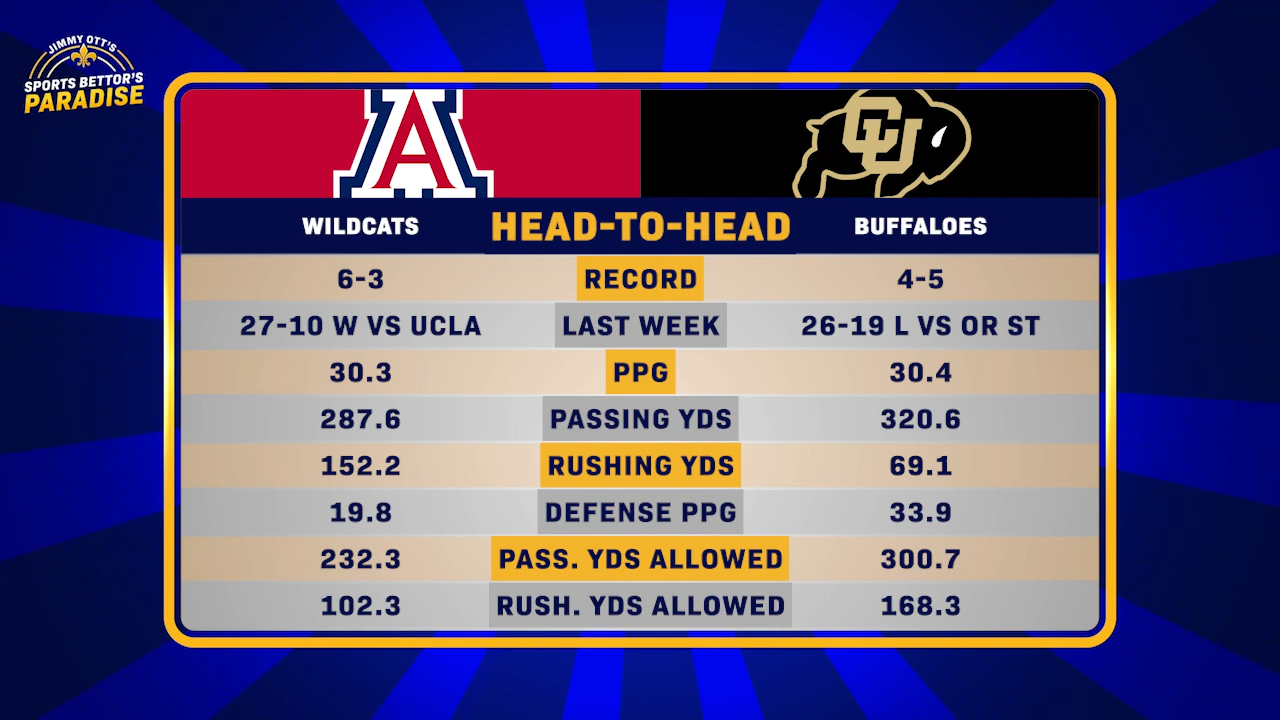 JIMMY OTT'S
SPORTS BETTOR'S
PARADISE
A
CU
WILDCATS HEAD-TO-HEAD BUFFALOES
6-3 RECORD 4-5
27-10 W VS UCLA LAST WEEK 26-19 L VS OR ST
30.3 PPG 30.4
287.6 PASSING YDS 320.6
152.2 RUSHING YDS 69.1
19.8 DEFENSE PPG 33.9
232.3 PASS. YDS ALLOWED 300.7
102.3 RUSH. YDS ALLOWED 168.3